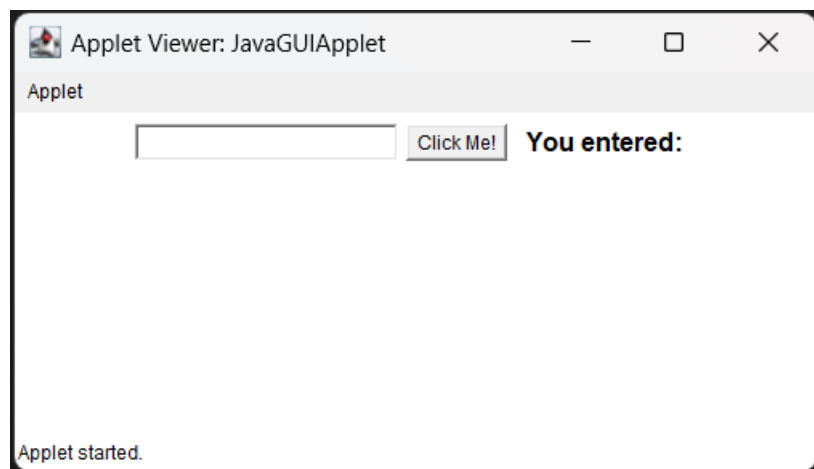 Applet Viewer: JavaGUIApplet
Applet
Click Me! You entered:
Applet started.